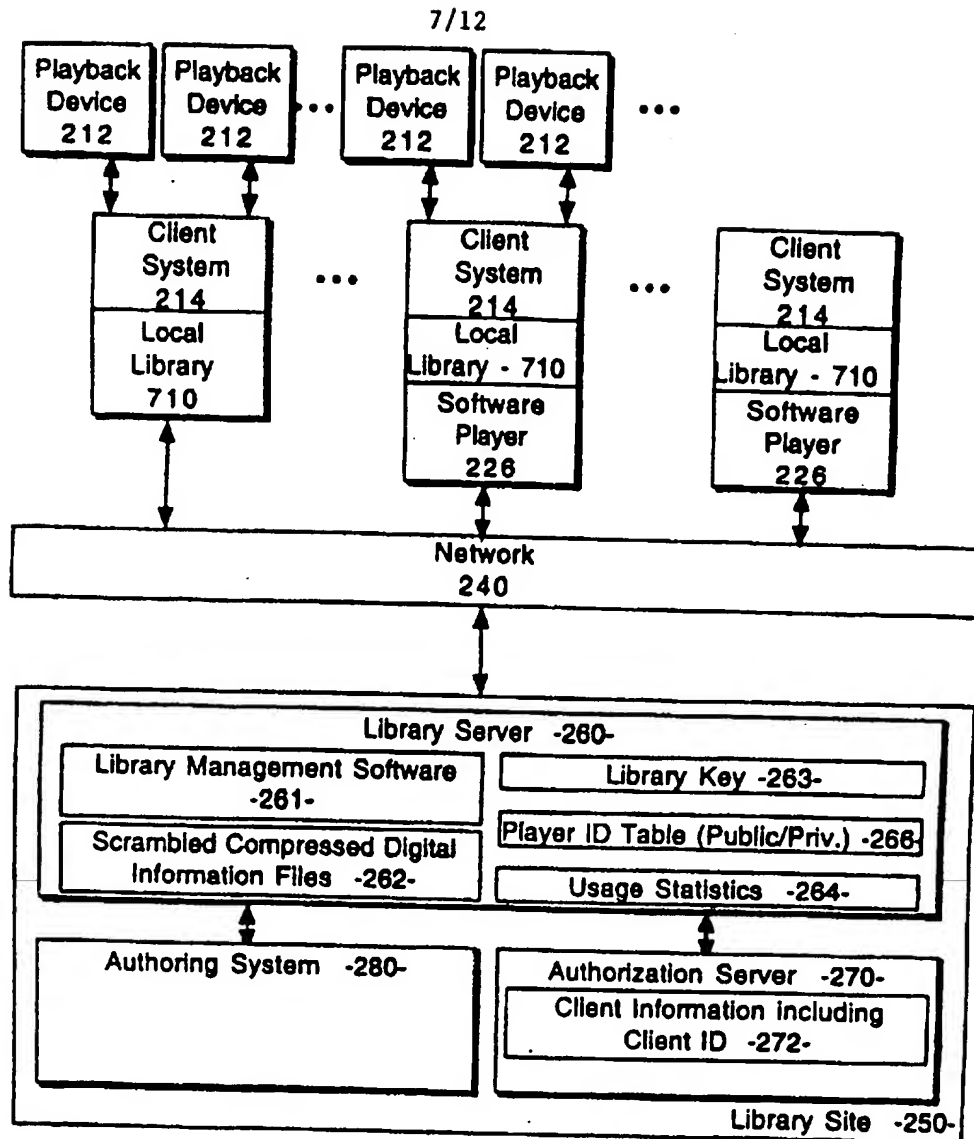 7/12
Playback
Device
212
Playback
Device
212
...
Playback
Device
212
Playback
Device
212
...
Client
System
214
Local
Library
710
...
Client
System
214
Local
Library - 710
Software
Player
226
...
Client
System
214
Local
Library - 710
Software
Player
226
Network
240
Library Server -260-
Library Management Software
-261-
Scrambled Compressed Digital
Information Files -262-
Library Key -263-
Player ID Table (Public/Priv.) -266-
Usage Statistics -264-
Authoring System -280-
Authorization Server -270-
Client Information including
Client ID -272-
Library Site -250-